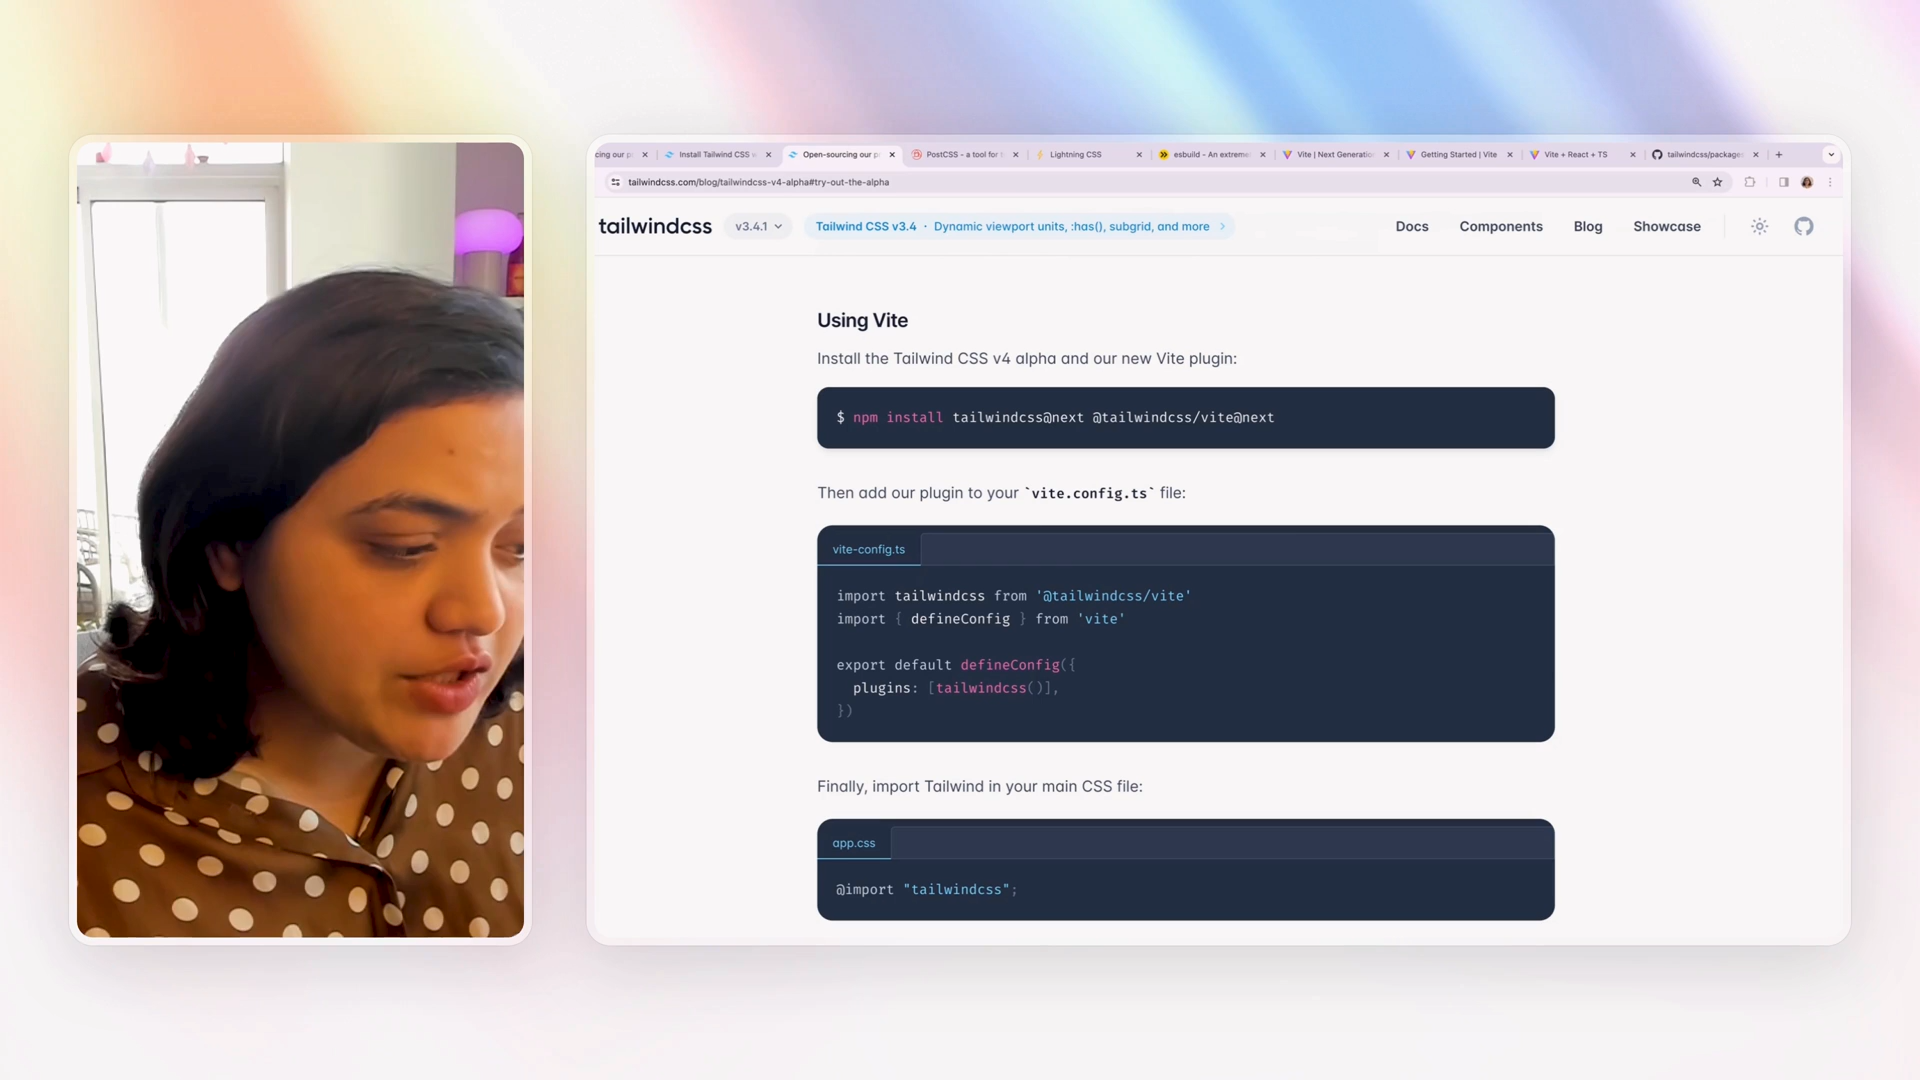 cing our p
Install Tailwind CSS w
Open-sourcing our p
PostCSS - a tool for t
Lightning CSS
esbuild - An extreme
Vite | Next Generatio
Getting Started | Vite
Vite + React + TS
tailwindcss/package
tailwindcss.com/blog/tailwindcss-v4-alpha#try-out-the-alpha
tailwindcss v3.4.1 Tailwind CSS v3.4 · Dynamic viewport units, :has(), subgrid, and more Docs Components Blog Showcase
Using Vite
Install the Tailwind CSS v4 alpha and our new Vite plugin:
$ npm install tailwindcss@next @tailwindcss/vite@next
Then add our plugin to your `vite.config.ts` file:
vite-config.ts
import tailwindcss from '@tailwindcss/vite'
import { defineConfig } from 'vite'
export default defineConfig({
plugins: [tailwindcss()],
})
Finally, import Tailwind in your main CSS file:
app.css
@import "tailwindcss";